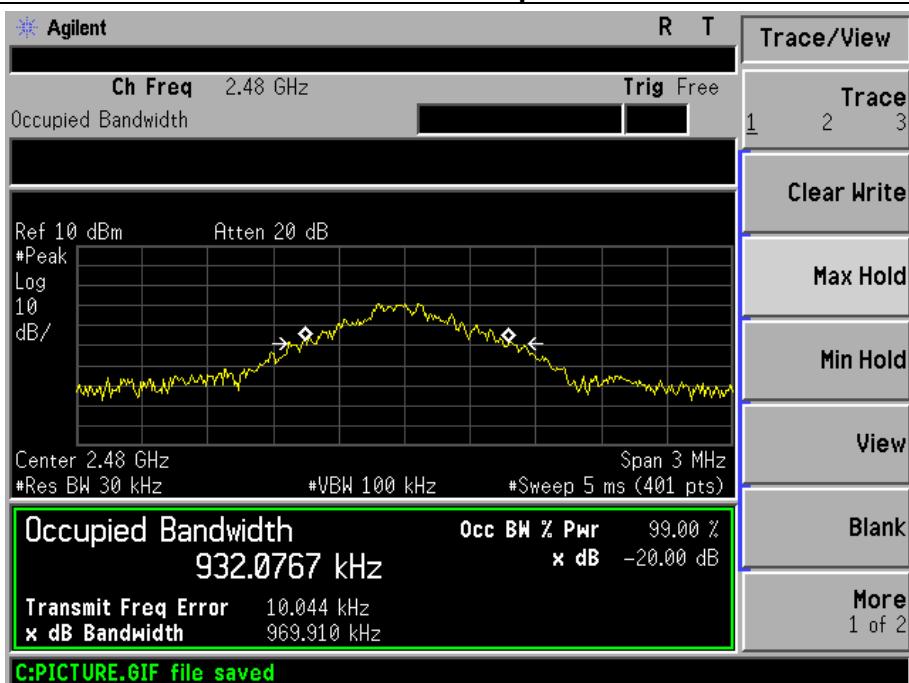 Agilent R T
Trace/View
Ch Freq 2.48 GHz Trig Free
Occupied Bandwidth
Trace
1 2 3
Clear Write
Max Hold
Min Hold
View
Blank
More
1 of 2
Ref 10 dBm Atten 20 dB
#Peak
Log
10
dB/
Center 2.48 GHz Span 3 MHz
#Res BW 30 kHz #VBW 100 kHz #Sweep 5 ms (401 pts)
Occupied Bandwidth Occ BW % Pwr 99.00 %
932.0767 kHz x dB -20.00 dB
Transmit Freq Error 10.044 kHz
x dB Bandwidth 969.910 kHz
C:PICTURE.GIF file saved